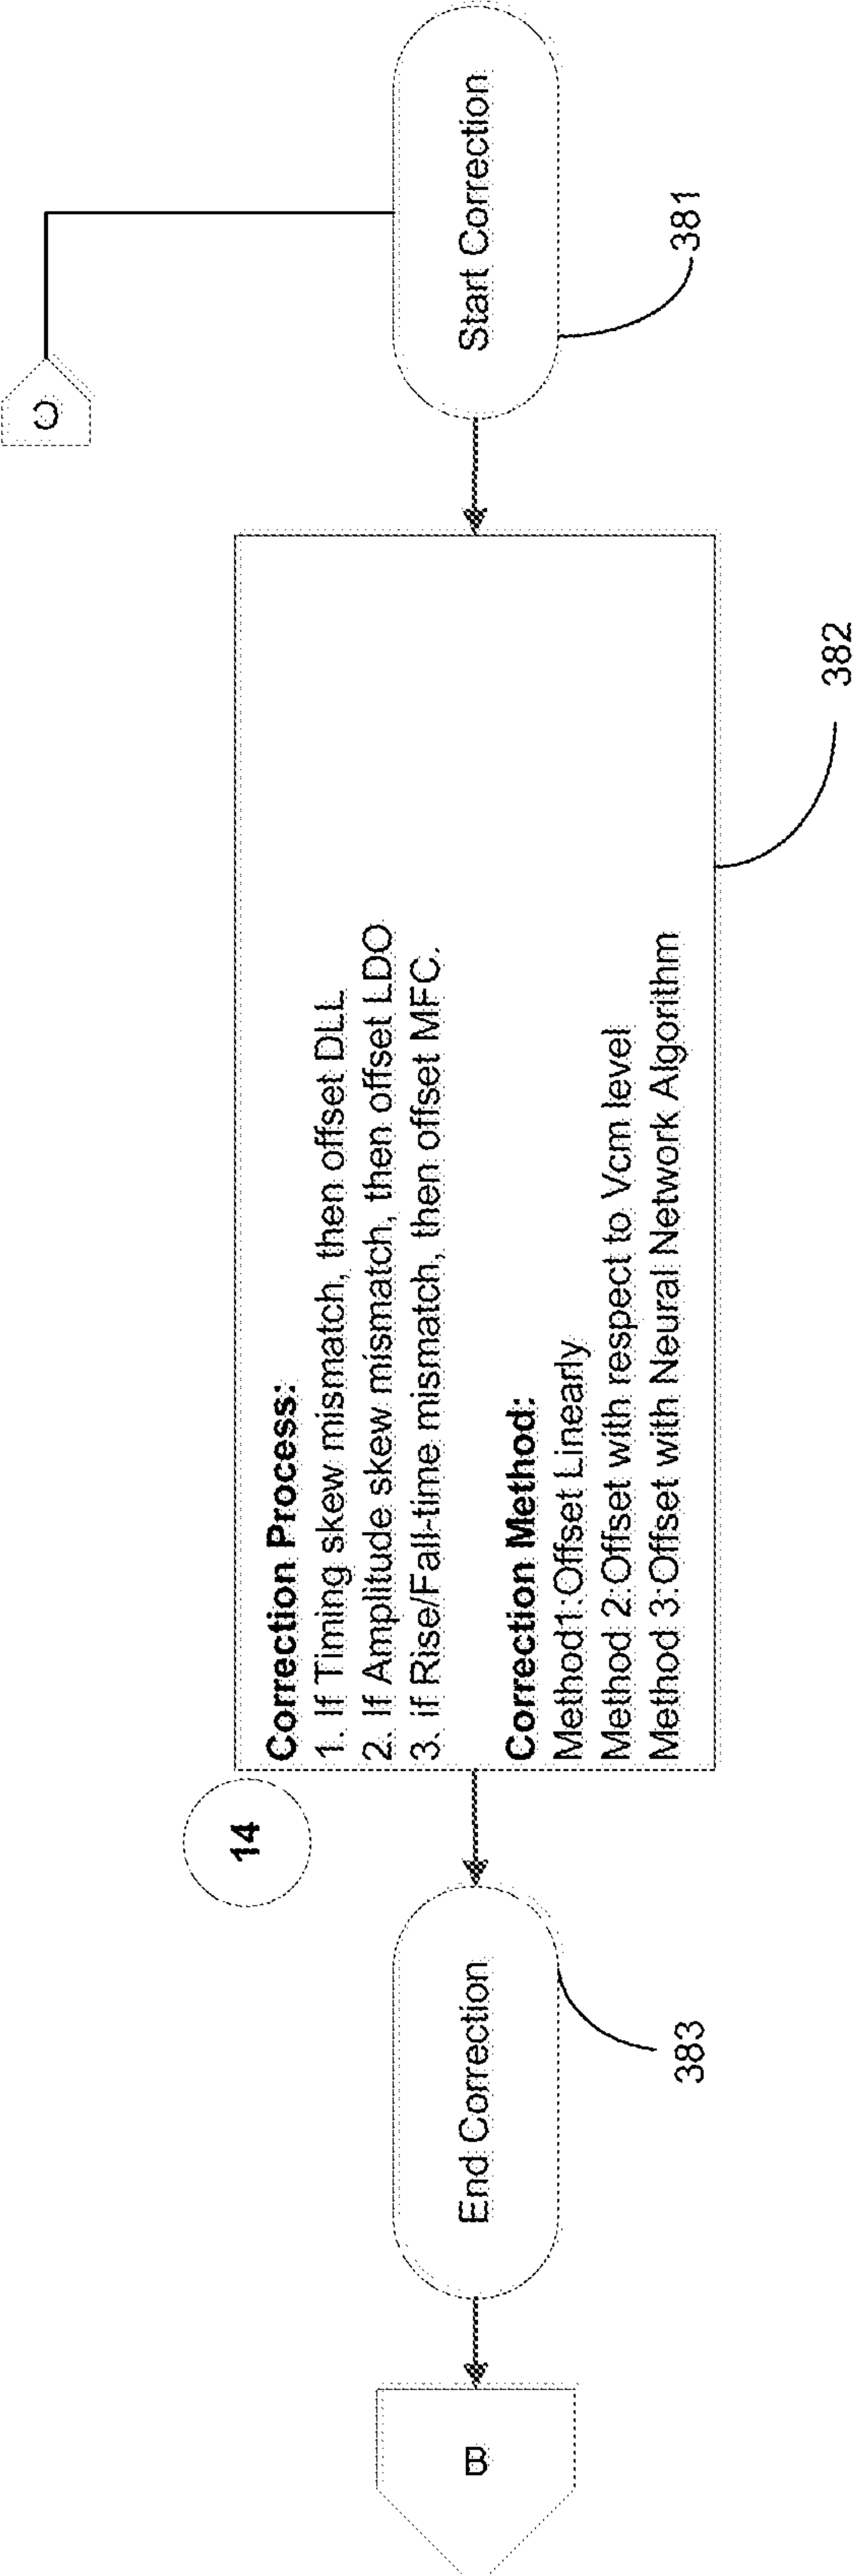 C
Start Correction
381
Correction Process:
1. If Timing skew mismatch, then offset DLL
2. If Amplitude skew mismatch, then offset LDO
3. if Rise/Fall-time mismatch, then offset MFC.
Correction Method:
Method1:Offset Linearly
Method 2:Offset with respect to Vcm level
Method 3:Offset with Neural Network Algorithm
382
14
End Correction
383
B